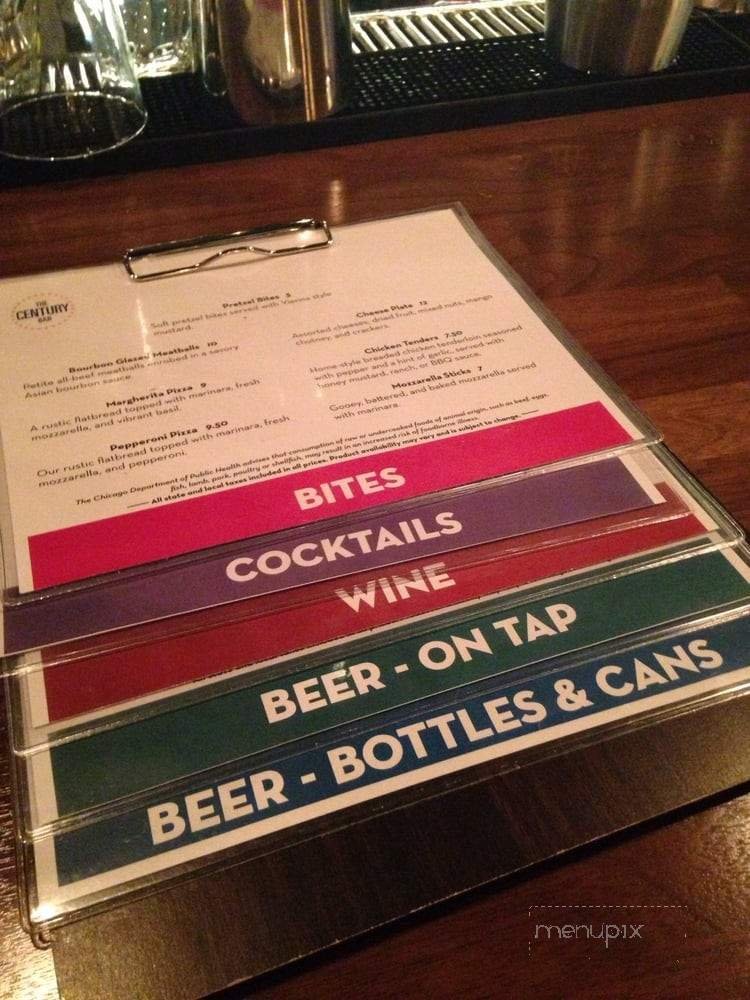 THE
CENTURY
BAR
Pretzel Bites 5
Soft pretzel bites served with Vienna style
mustard.
Bourbon Glazed Meatballs 10
Petite all-beef meatballs enrobed in a savory
Asian bourbon sauce.
Margherita Pizza 9
A rustic flatbread topped with marinara, fresh
mozzarella, and vibrant basil.
Pepperoni Pizza 9.50
Our rustic flatbread topped with marinara, fresh
mozzarella, and pepperoni.
Cheese Plate 12
Assorted cheeses, dried fruit, mixed nuts, mango
chutney, and crackers.
Chicken Tenders 7.50
Home-style breaded chicken tenderloin seasoned
with pepper and a hint of garlic, served with
honey mustard, ranch, or BBQ sauce.
Mozzarella Sticks 7
Gooey, battered, and baked mozzarella served
with marinara.
The Chicago Department of Public Health advises that consumption of raw or undercooked foods of animal origin, such as beef, eggs,
fish, lamb, pork, poultry or shellfish, may result in an increased risk of foodborne illness.
All state and local taxes included in all prices. Product availability may vary and is subject to change.
BITES
COCKTAILS
WINE
BEER - ON TAP
BEER - BOTTLES & CANS
menupix